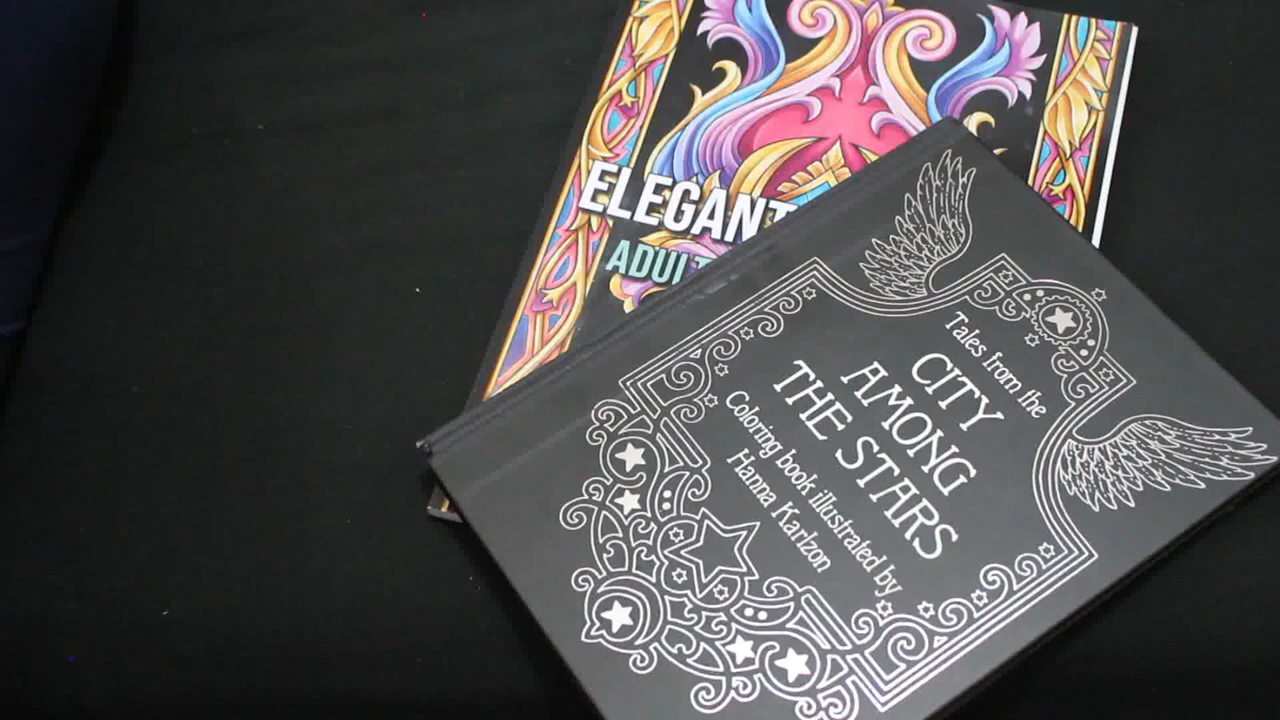 ELEGANT
ADULT
Tales from the
CITY
AMONG
THE STARS
Coloring book illustrated by
Hanna Karlzon